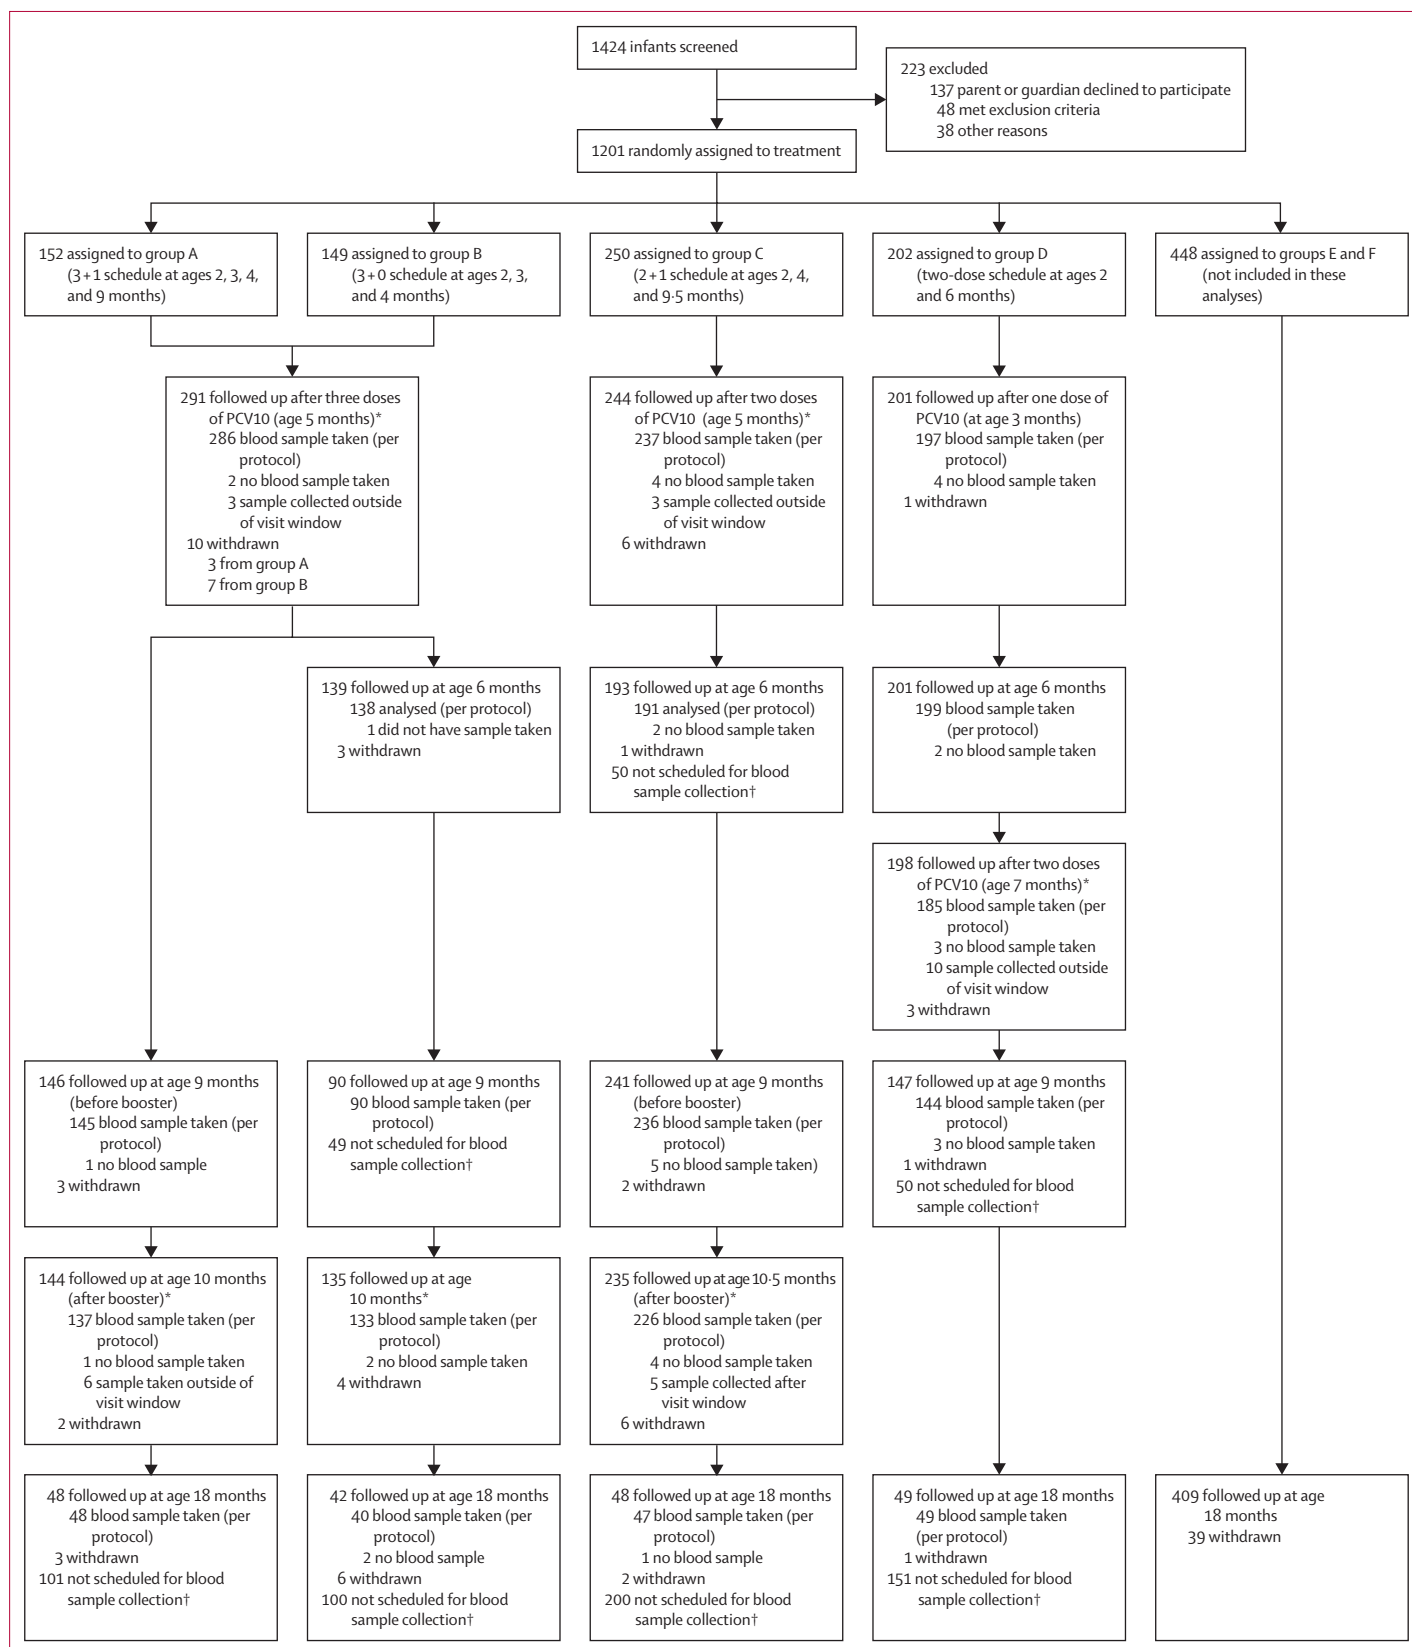 1424 infants screened
223 excluded
137 parent or guardian declined to participate
48 met exclusion criteria
38 other reasons
1201 randomly assigned to treatment
152 assigned to group A
(3 + 1 schedule at ages 2, 3, 4,
and 9 months)
149 assigned to group B
(3 + 0 schedule at ages 2, 3,
and 4 months)
250 assigned to group C
(2 + 1 schedule at ages 2, 4,
and 9·5 months)
202 assigned to group D
(two-dose schedule at ages 2
and 6 months)
448 assigned to groups E and F
(not included in these
analyses)
291 followed up after three doses
of PCV10 (age 5 months)*
286 blood sample taken (per
protocol)
2 no blood sample taken
3 sample collected outside
of visit window
10 withdrawn
3 from group A
7 from group B
244 followed up after two doses
of PCV10 (age 5 months)*
237 blood sample taken (per
protocol)
4 no blood sample taken
3 sample collected outside
of visit window
6 withdrawn
201 followed up after one dose of
PCV10 (at age 3 months)
197 blood sample taken (per
protocol)
4 no blood sample taken
1 withdrawn
139 followed up at age 6 months
138 analysed (per protocol)
1 did not have sample taken
3 withdrawn
193 followed up at age 6 months
191 analysed (per protocol)
2 no blood sample taken
1 withdrawn
50 not scheduled for blood
sample collection†
201 followed up at age 6 months
199 blood sample taken
(per protocol)
2 no blood sample taken
198 followed up after two doses
of PCV10 (age 7 months)*
185 blood sample taken (per
protocol)
3 no blood sample taken
10 sample collected outside
of visit window
3 withdrawn
146 followed up at age 9 months
(before booster)
145 blood sample taken (per
protocol)
1 no blood sample
3 withdrawn
90 followed up at age 9 months
90 blood sample taken (per
protocol)
49 not scheduled for blood
sample collection†
241 followed up at age 9 months
(before booster)
236 blood sample taken (per
protocol)
5 no blood sample taken)
2 withdrawn
147 followed up at age 9 months
144 blood sample taken (per
protocol)
3 no blood sample taken
1 withdrawn
50 not scheduled for blood
sample collection†
144 followed up at age 10 months
(after booster)*
137 blood sample taken (per
protocol)
1 no blood sample taken
6 sample taken outside of
visit window
2 withdrawn
135 followed up at age
10 months*
133 blood sample taken (per
protocol)
2 no blood sample taken
4 withdrawn
235 followed up at age 10·5 months
(after booster)*
226 blood sample taken (per
protocol)
4 no blood sample taken
5 sample collected after
visit window
6 withdrawn
48 followed up at age 18 months
48 blood sample taken (per
protocol)
3 withdrawn
101 not scheduled for blood
sample collection†
42 followed up at age 18 months
40 blood sample taken (per
protocol)
2 no blood sample
6 withdrawn
100 not scheduled for blood
sample collection†
48 followed up at age 18 months
47 blood sample taken (per
protocol)
1 no blood sample
2 withdrawn
200 not scheduled for blood
sample collection†
49 followed up at age 18 months
49 blood sample taken
(per protocol)
1 withdrawn
151 not scheduled for blood
sample collection†
409 followed up at age
18 months
39 withdrawn